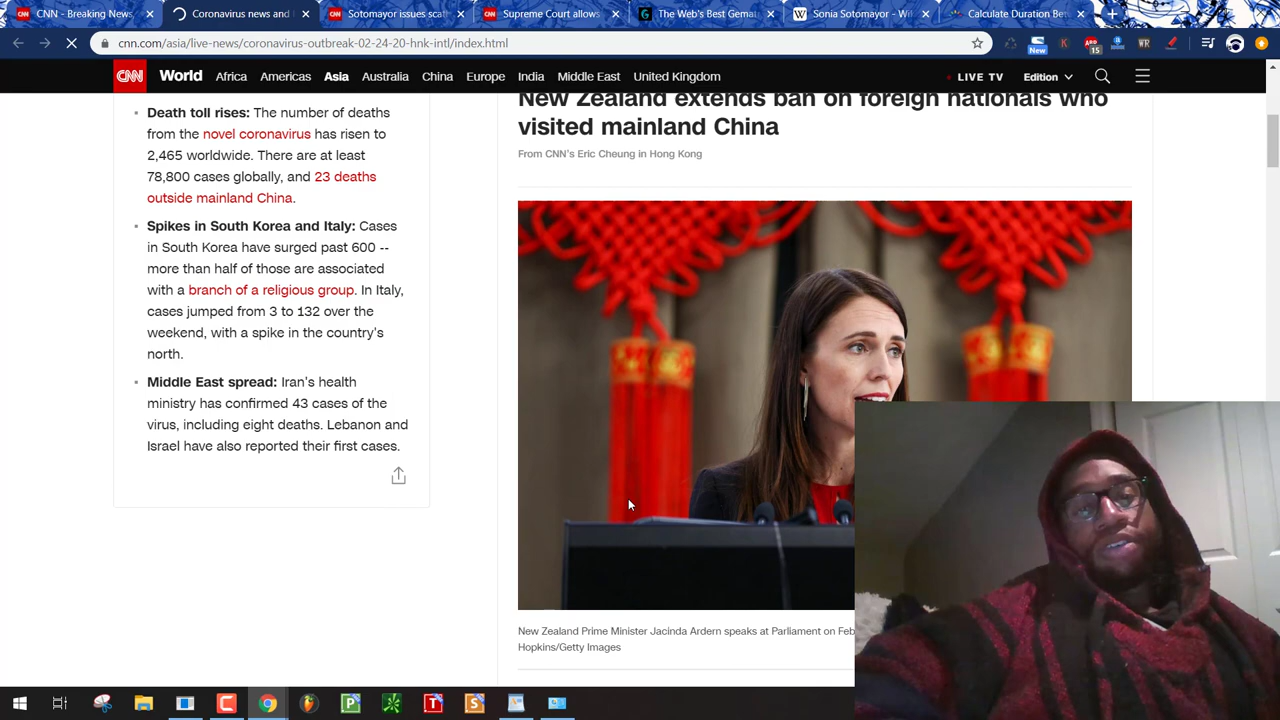 CNN - Breaking News,
Coronavirus news and l
Sotomayor issues scat
Supreme Court allows
The Web's Best Gemat
Sonia Sotomayor - Wi
Calculate Duration Be
cnn.com/asia/live-news/coronavirus-outbreak-02-24-20-hnk-intl/index.html
New
15
WR
CNN World Africa Americas Asia Australia China Europe India Middle East United Kingdom LIVE TV Edition
Death toll rises: The number of deaths
from the novel coronavirus has risen to
2,465 worldwide. There are at least
78,800 cases globally, and 23 deaths
outside mainland China.
Spikes in South Korea and Italy: Cases
in South Korea have surged past 600 --
more than half of those are associated
with a branch of a religious group. In Italy,
cases jumped from 3 to 132 over the
weekend, with a spike in the country's
north.
Middle East spread: Iran's health
ministry has confirmed 43 cases of the
virus, including eight deaths. Lebanon and
Israel have also reported their first cases.
New Zealand extends ban on foreign nationals who
visited mainland China
From CNN's Eric Cheung in Hong Kong
New Zealand Prime Minister Jacinda Ardern speaks at Parliament on Feb
Hopkins/Getty Images